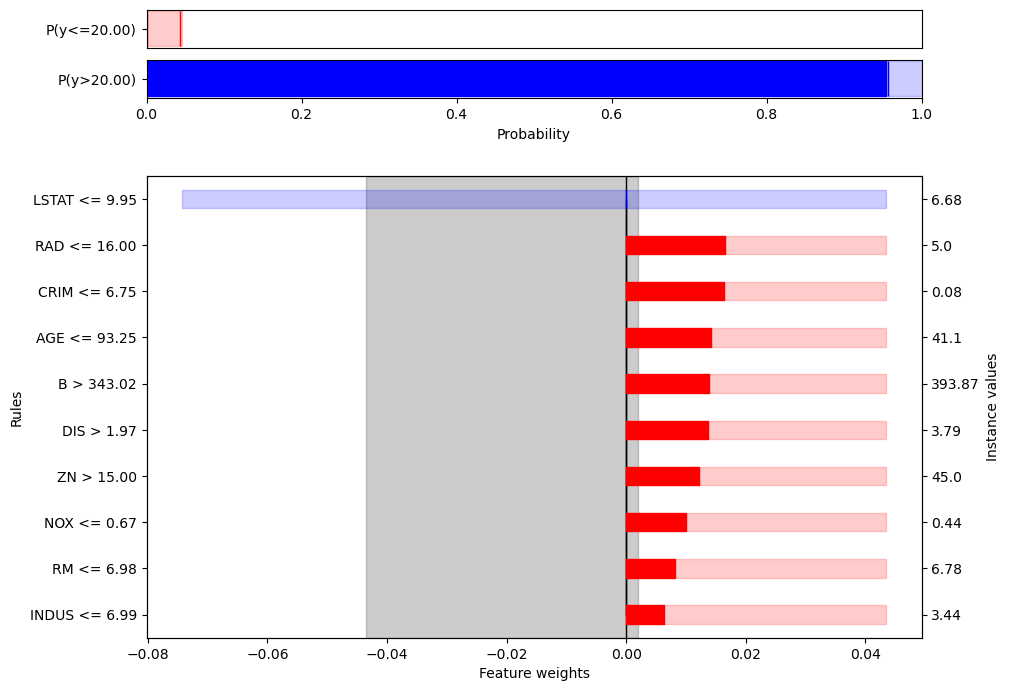 P(y<=20.00)
P(y>20.00)
0.0 0.2 0.4 0.6 0.8 1.0
Probability
LSTAT <= 9.95 6.68
RAD <= 16.00 5.0
CRIM <= 6.75 0.08
AGE <= 93.25 41.1
B > 343.02 393.87
DIS > 1.97 3.79
ZN > 15.00 45.0
NOX <= 0.67 0.44
RM <= 6.98 6.78
INDUS <= 6.99 3.44
Rules
Instance values
−0.08 −0.06 −0.04 −0.02 0.00 0.02 0.04
Feature weights